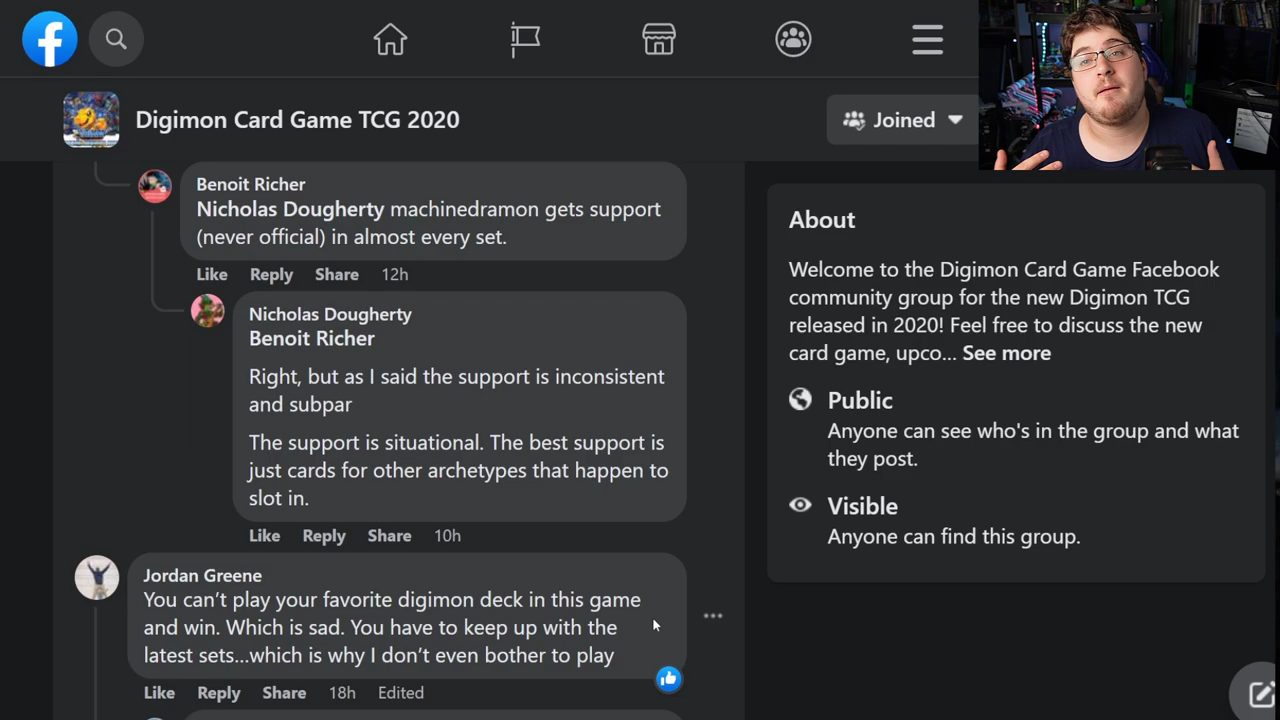 Digimon Card Game TCG 2020
Joined
Benoit Richer
Nicholas Dougherty machinedramon gets support
(never official) in almost every set.
Like Reply Share 12h
Nicholas Dougherty
Benoit Richer
Right, but as I said the support is inconsistent
and subpar
The support is situational. The best support is
just cards for other archetypes that happen to
slot in.
Like Reply Share 10h
Jordan Greene
You can’t play your favorite digimon deck in this game
and win. Which is sad. You have to keep up with the
latest sets...which is why I don’t even bother to play
Like Reply Share 18h Edited
About
Welcome to the Digimon Card Game Facebook
community group for the new Digimon TCG
released in 2020! Feel free to discuss the new
card game, upco... See more
Public
Anyone can see who's in the group and what
they post.
Visible
Anyone can find this group.